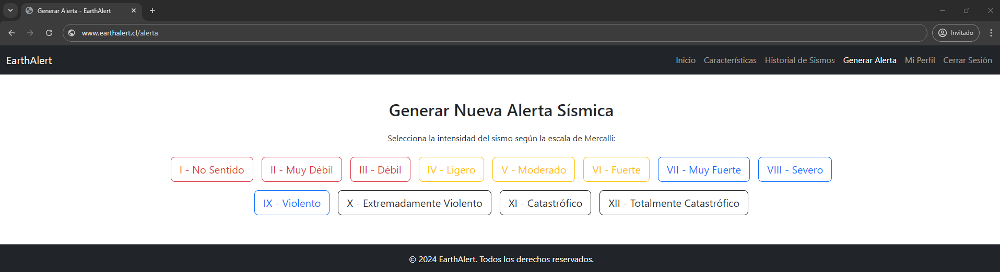 Generar Alerta - EarthAlert
www.earthalert.cl/alerta
Invitado
EarthAlert
Inicio Características Historial de Sismos Generar Alerta Mi Perfil Cerrar Sesión
Generar Nueva Alerta Sísmica
Selecciona la intensidad del sismo según la escala de Mercalli:
I - No Sentido II - Muy Débil III - Débil IV - Ligero V - Moderado VI - Fuerte VII - Muy Fuerte VIII - Severo
IX - Violento X - Extremadamente Violento XI - Catastrófico XII - Totalmente Catastrófico
© 2024 EarthAlert. Todos los derechos reservados.